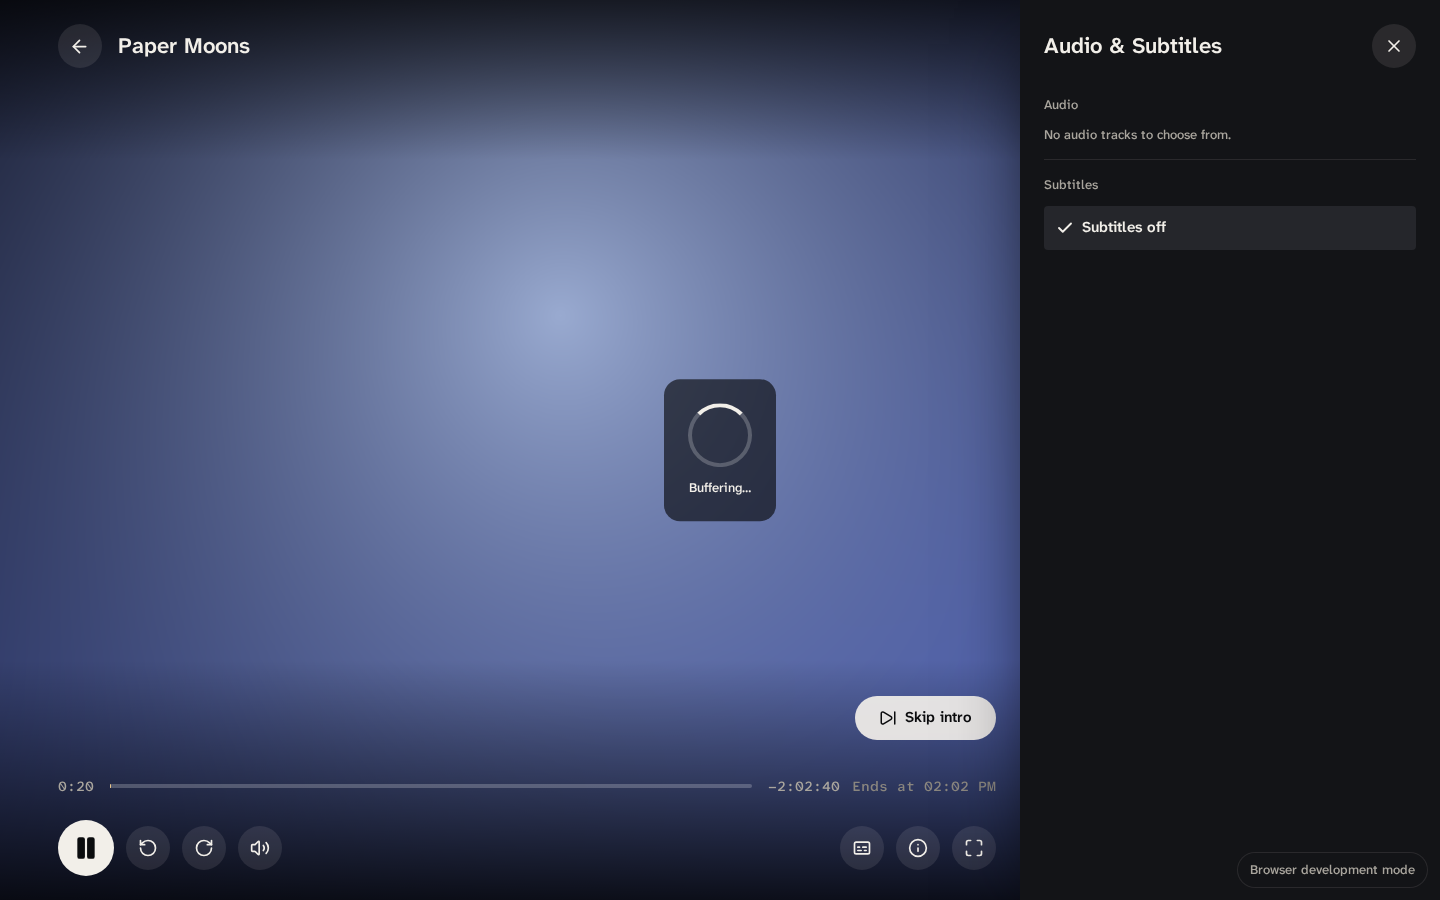 Paper Moons
Audio & Subtitles
Audio
No audio tracks to choose from.
Subtitles
Subtitles off
Buffering…
Skip intro
0:20
−2:02:40 Ends at 02:02 PM
Browser development mode